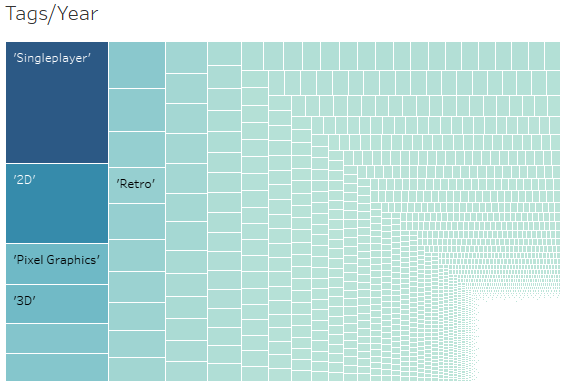 Tags/Year
'Singleplayer'
'2D'
'Pixel Graphics'
'3D'
'Retro'